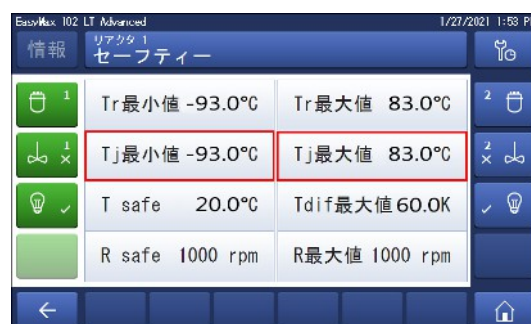 EasyMax 102 LT Advanced 1/27/2021 1:53 P
情報 リアクタ 1
セーフティー
1 Tr最小値 -93.0°C Tr最大値 83.0°C 2
1 Tj最小値 -93.0°C Tj最大値 83.0°C 2
T safe 20.0°C Tdif最大値 60.0K
R safe 1000 rpm R最大値 1000 rpm